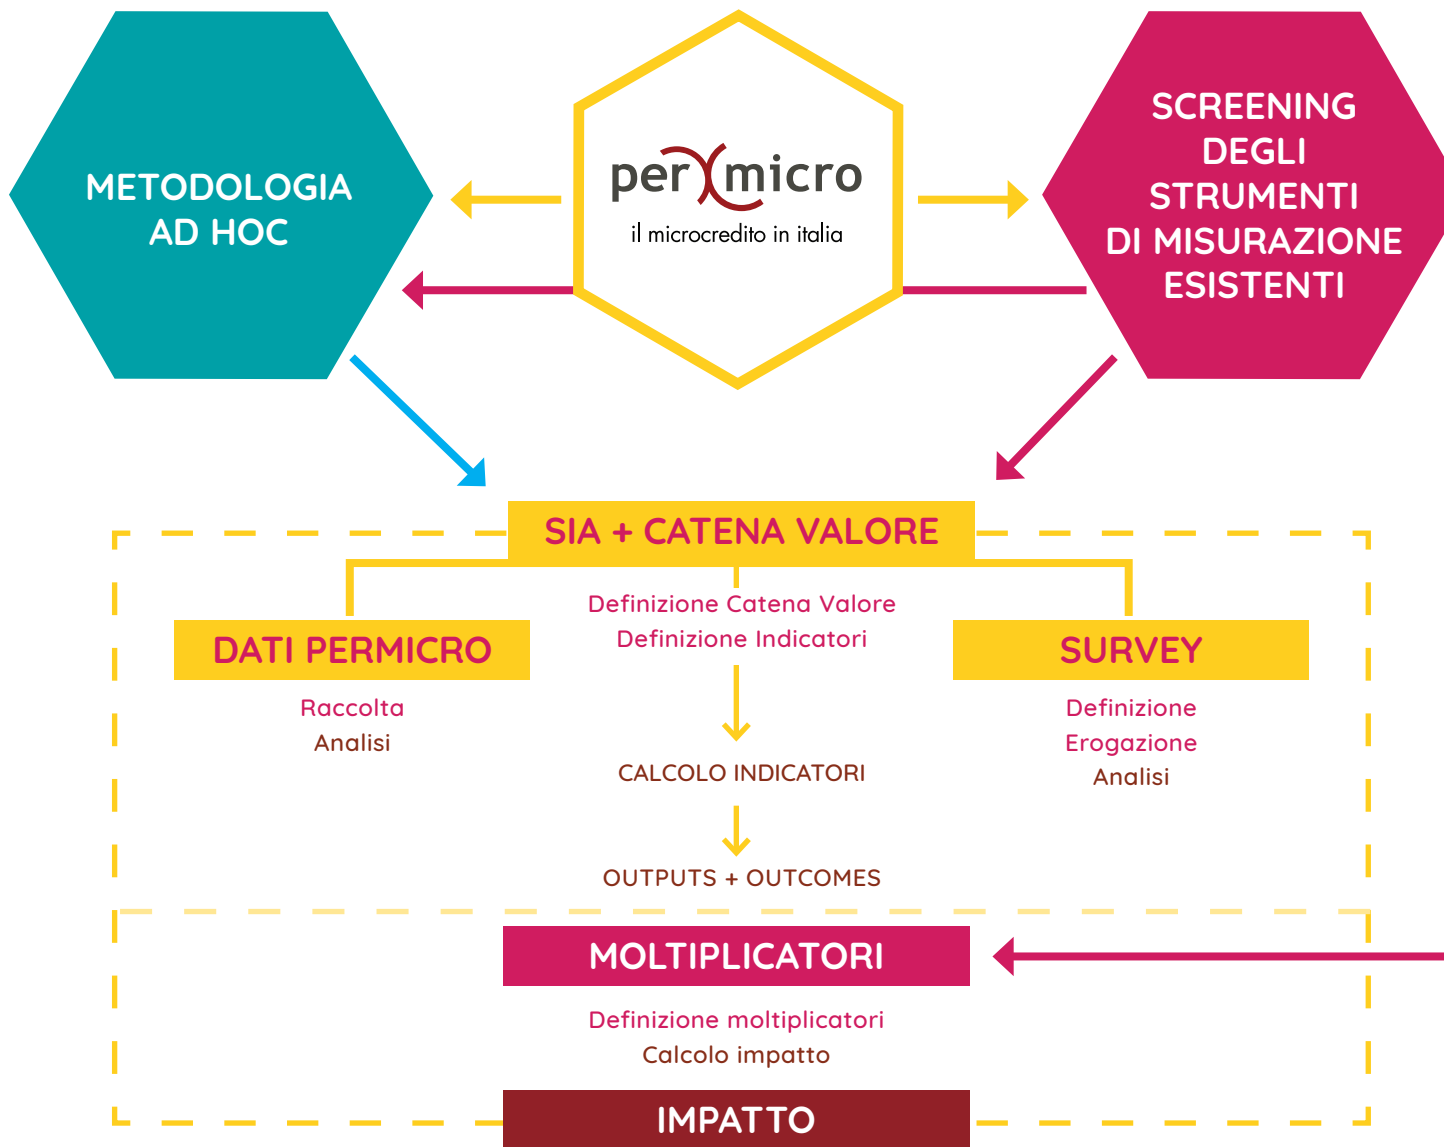 METODOLOGIA
AD HOC
per micro
il microcredito in italia
SCREENING
DEGLI
STRUMENTI
DI MISURAZIONE
ESISTENTI
SIA + CATENA VALORE
Definizione Catena Valore
Definizione Indicatori
DATI PERMICRO
Raccolta
Analisi
SURVEY
Definizione
Erogazione
Analisi
CALCOLO INDICATORI
OUTPUTS + OUTCOMES
MOLTIPLICATORI
Definizione moltiplicatori
Calcolo impatto
IMPATTO